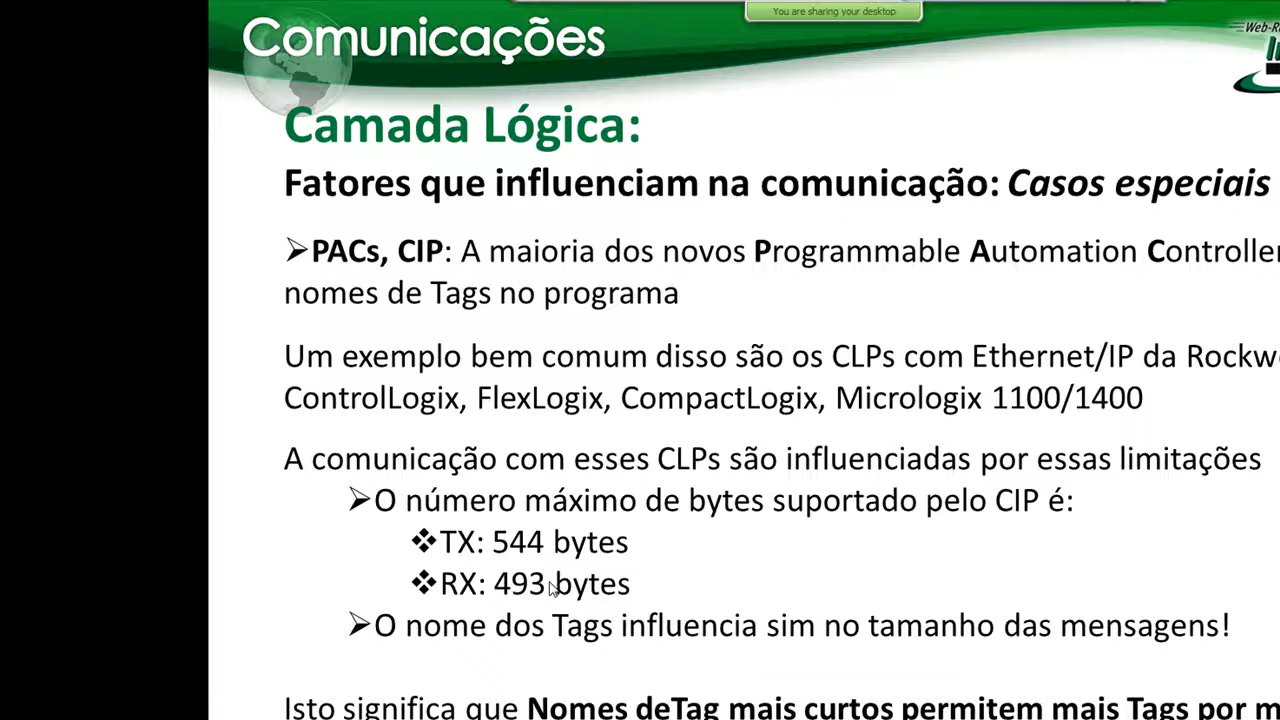 You are sharing your desktop
Comunicações
Camada Lógica:
Fatores que influenciam na comunicação: Casos especiais
➢PACs, CIP: A maioria dos novos Programmable Automation Controller
nomes de Tags no programa
Um exemplo bem comum disso são os CLPs com Ethernet/IP da
ControlLogix, FlexLogix, CompactLogix, Micrologix 1100/1400
A comunicação com esses CLPs são influenciadas por essas limitações
➢O número máximo de bytes suportado pelo CIP é:
❖TX: 544 bytes
❖RX: 493 bytes
➢O nome dos Tags influencia sim no tamanho das mensagens!
Isto significa que Nomes deTag mais curtos permitem mais Tags por